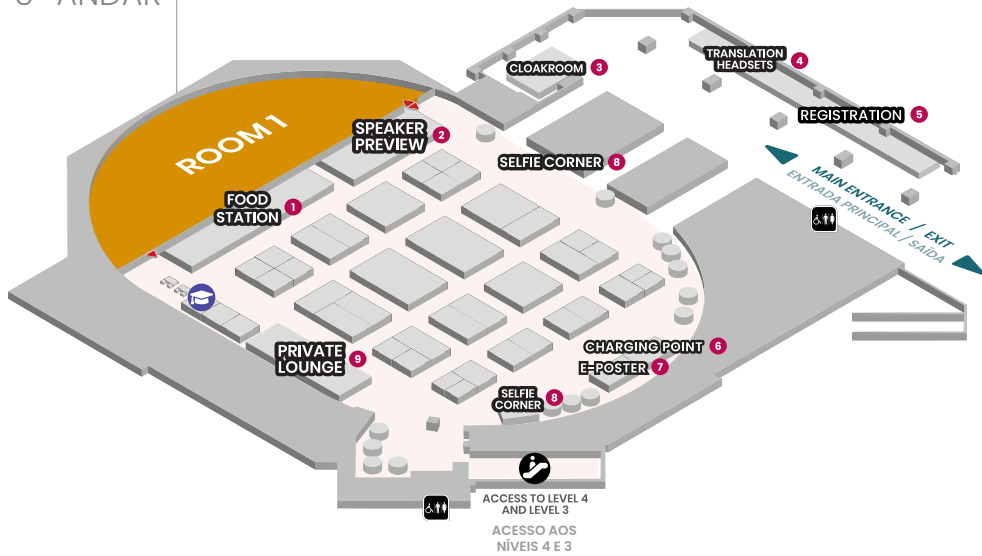 ANDAR
ROOM 1
SPEAKER
PREVIEW 2
FOOD
STATION 1
CLOAKROOM 3
TRANSLATION
HEADSETS 4
REGISTRATION 5
SELFIE CORNER 8
MAIN ENTRANCE / EXIT
ENTRADA PRINCIPAL / SAÍDA
PRIVATE
LOUNGE 9
CHARGING POINT 6
E-POSTER 7
SELFIE
CORNER 8
ACCESS TO LEVEL 4
AND LEVEL 3
ACESSO AOS
NÍVEIS 4 E 3